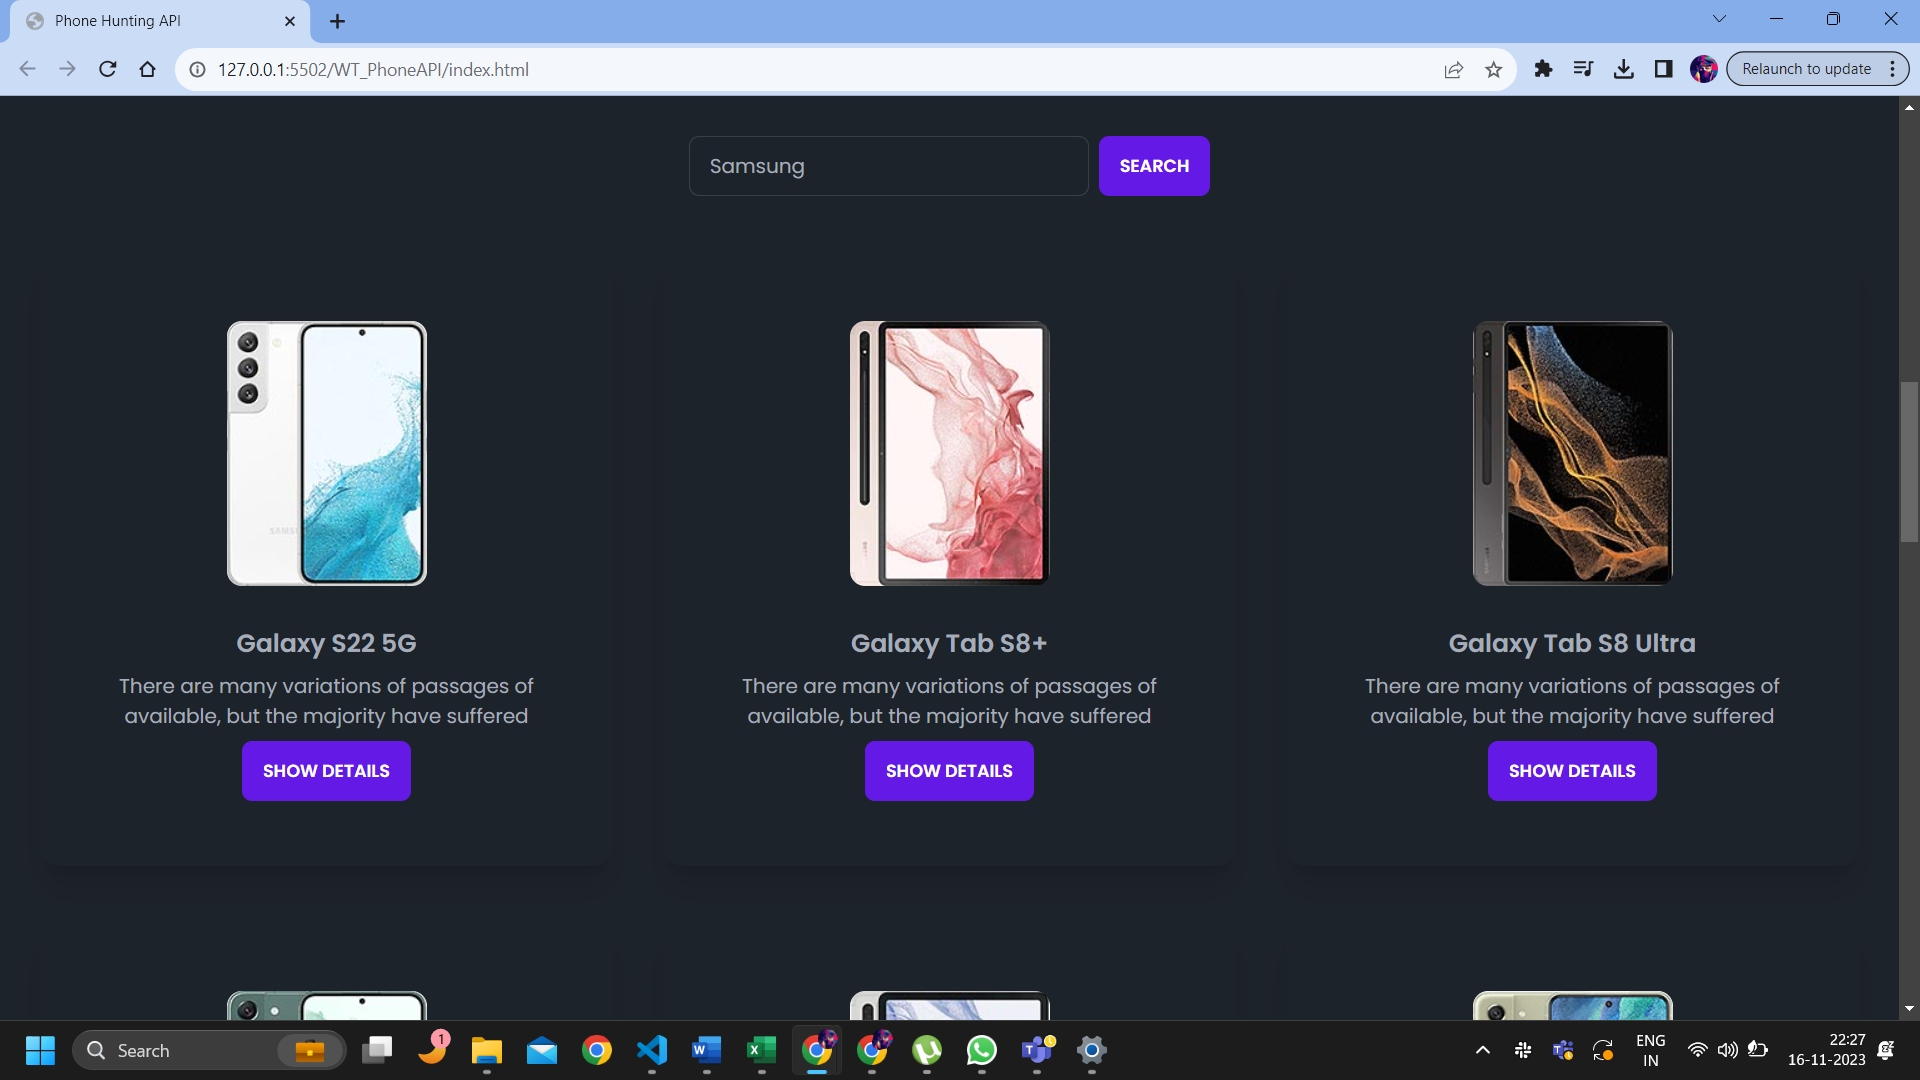 Phone Hunting API
127.0.0.1:5502/WT_PhoneAPI/index.html
Relaunch to update
Samsung
SEARCH
Galaxy S22 5G
There are many variations of passages of
available, but the majority have suffered
SHOW DETAILS
Galaxy Tab S8+
There are many variations of passages of
available, but the majority have suffered
SHOW DETAILS
Galaxy Tab S8 Ultra
There are many variations of passages of
available, but the majority have suffered
SHOW DETAILS
Search
1
ENG
IN
22:27
16-11-2023